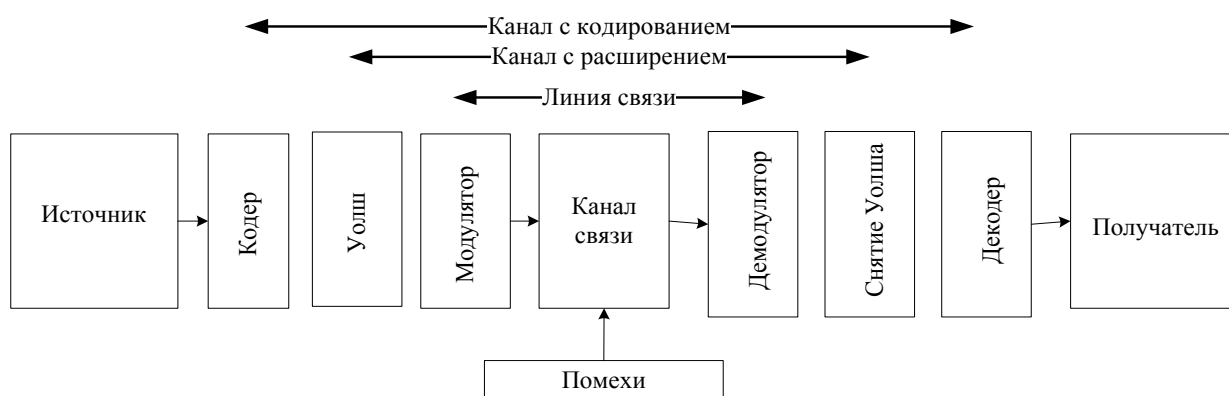 Канал с кодированием
Канал с расширением
Линия связи
Источник
Кодер
Уолш
Модулятор
Канал
связи
Демодулятор
Снятие Уолша
Декодер
Получатель
Помехи